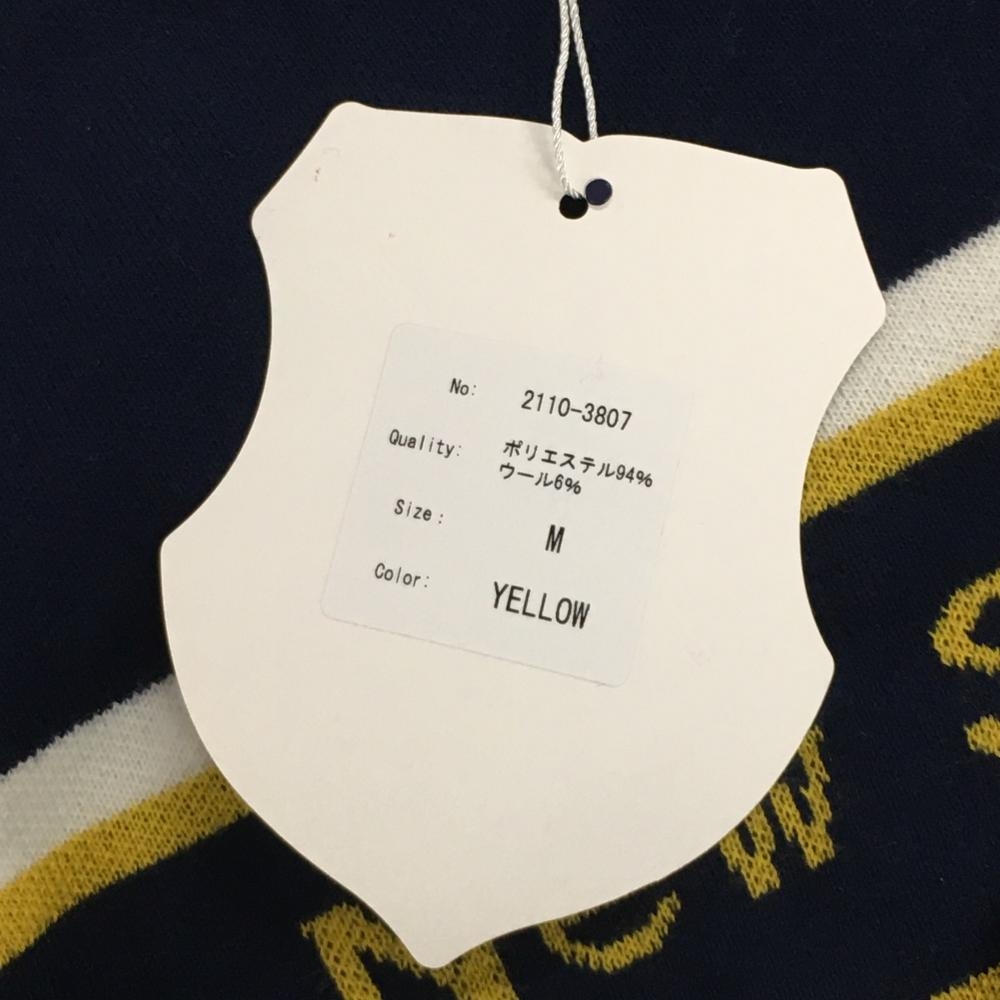 No: 2110-3807
Quality: ポリエステル94%
ウール6%
Size: M
Color: YELLOW
New